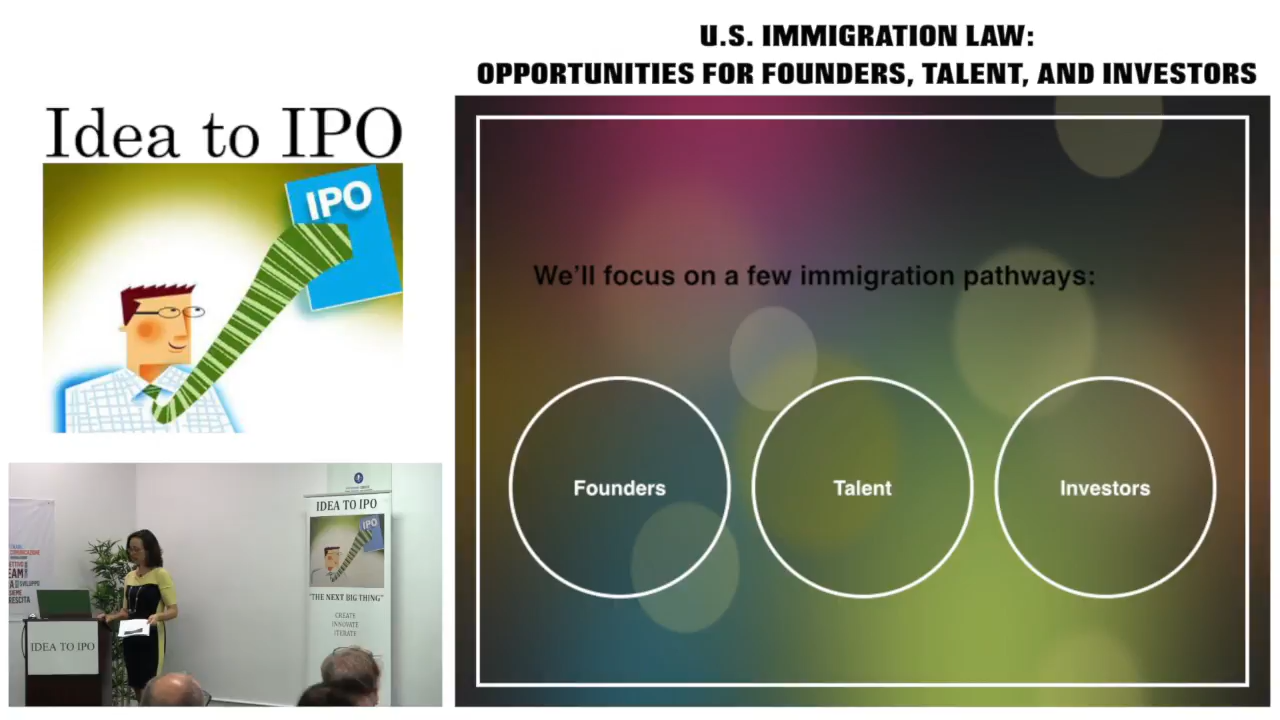 U.S. IMMIGRATION LAW:
OPPORTUNITIES FOR FOUNDERS, TALENT, AND INVESTORS
Idea to IPO
IPO
We'll focus on a few immigration pathways:
Founders
Talent
Investors
IDEA TO IPO
IPO
"THE NEXT BIG THING"
CREATE
INNOVATE
ITERATE
IDEA TO IPO